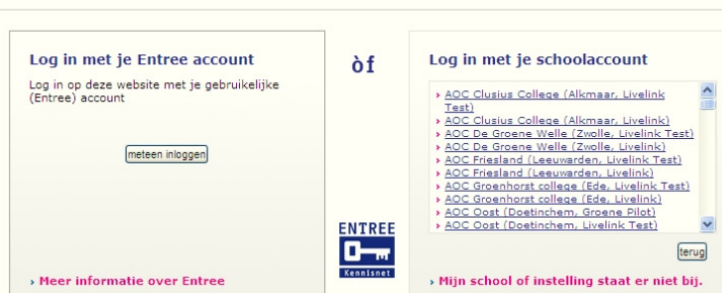 Log in met je Entree account
Log in op deze website met je gebruikelijke
(Entree) account
meteen inloggen
› Meer informatie over Entree
òf
ENTREE
Kennisnet
Log in met je schoolaccount
› AOC Clusius College (Alkmaar, Livelink
Test)
› AOC Clusius College (Alkmaar, Livelink)
› AOC De Groene Welle (Zwolle, Livelink Test)
› AOC De Groene Welle (Zwolle, Livelink)
› AOC Friesland (Leeuwarden, Livelink Test)
› AOC Friesland (Leeuwarden, Livelink)
› AOC Groenhorst college (Ede, Livelink Test)
› AOC Groenhorst college (Ede, Livelink)
› AOC Oost (Doetinchem, Groene Pilot)
› AOC Oost (Doetinchem, Livelink Test)
terug
› Mijn school of instelling staat er niet bij.